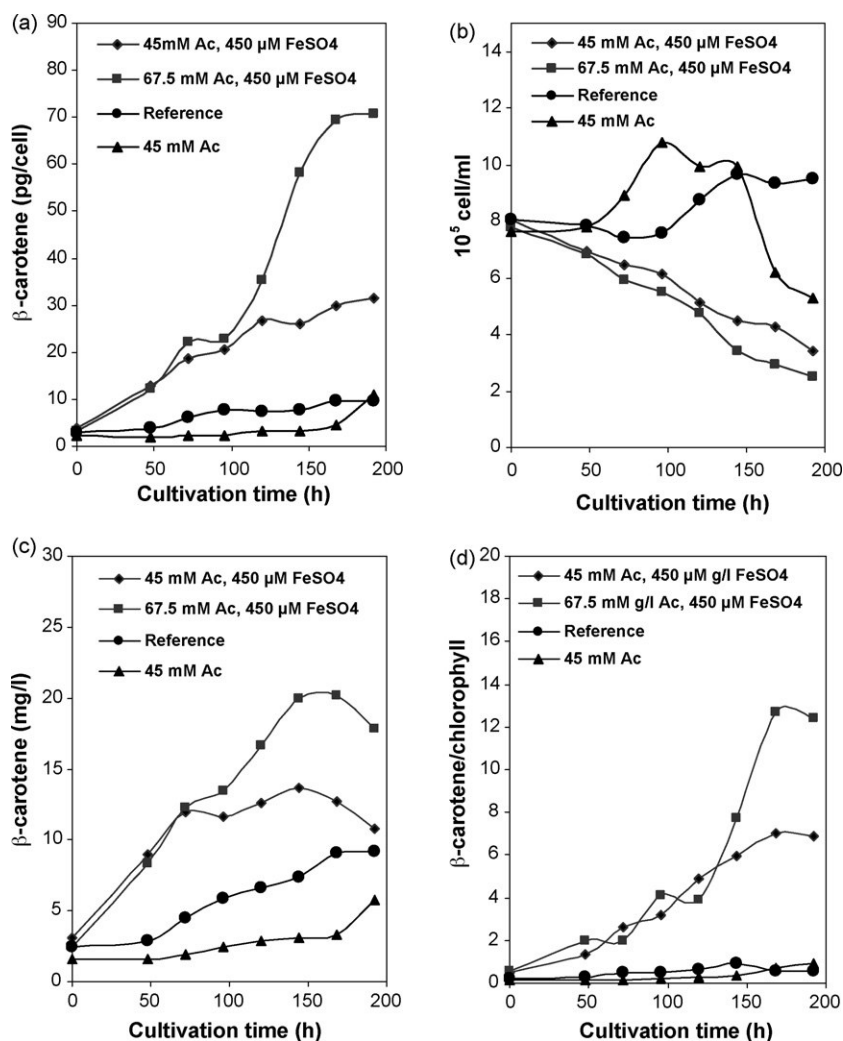 (a)
90
80
70
60
50
40
30
20
10
0
β-carotene (pg/cell)
45mM Ac, 450 µM FeSO4
67.5 mM Ac, 450 µM FeSO4
Reference
45 mM Ac
0 50 100 150 200
Cultivation time (h)
(b)
14
12
10
8
6
4
2
0
10⁵ cell/ml
45 mM Ac, 450 µM FeSO4
67.5 mM Ac, 450 µM FeSO4
Reference
45 mM Ac
0 50 100 150 200
Cultivation time (h)
(c)
30
25
20
15
10
5
0
β-carotene (mg/l)
45 mM Ac, 450 µM FeSO4
67.5 mM Ac, 450 µM FeSO4
Reference
45 mM Ac
0 50 100 150 200
Cultivation time (h)
(d)
20
18
16
14
12
10
8
6
4
2
0
β-carotene/chlorophyll
45 mM Ac, 450 µM g/l FeSO4
67.5 mM g/l Ac, 450 µM FeSO4
Reference
45 mM Ac
0 50 100 150 200
Cultivation time (h)